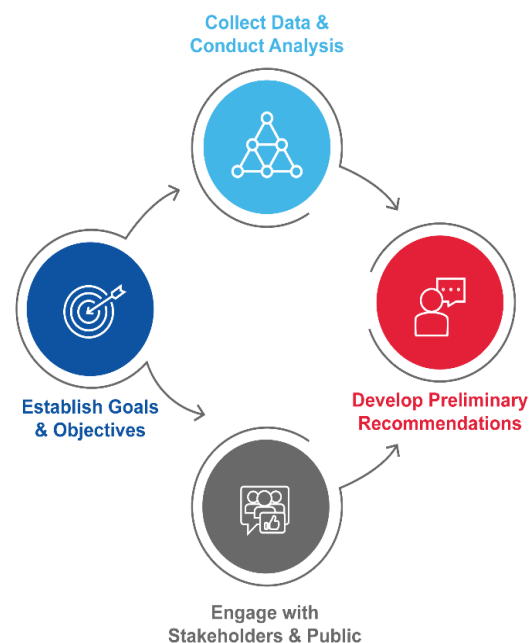 Collect Data &
Conduct Analysis
Establish Goals
& Objectives
Develop Preliminary
Recommendations
Engage with
Stakeholders & Public